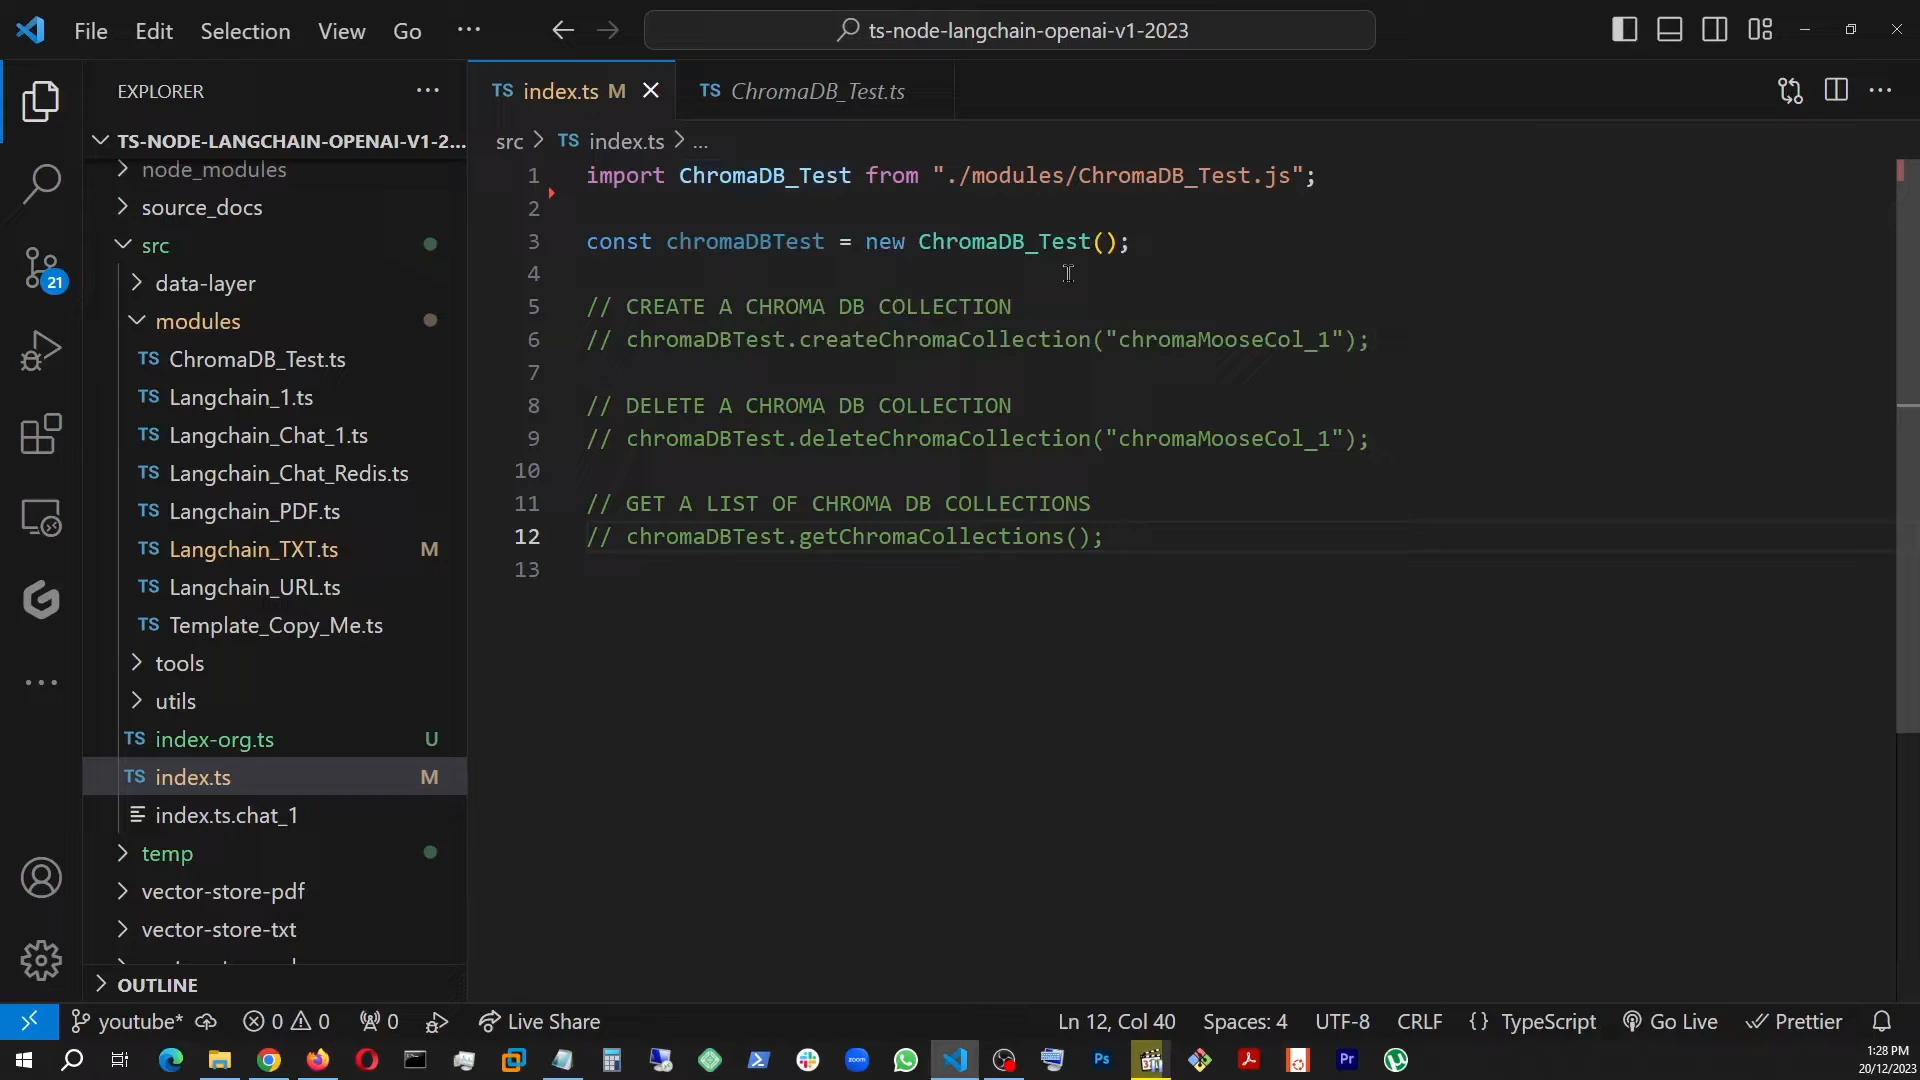 File Edit Selection View Go ···
ts-node-langchain-openai-v1-2023
EXPLORER ···
TS index.ts M
TS ChromaDB_Test.ts
TS-NODE-LANGCHAIN-OPENAI-V1-2...
src > TS index.ts > ...
node_modules
source_docs
src
data-layer
modules
TS ChromaDB_Test.ts
TS Langchain_1.ts
TS Langchain_Chat_1.ts
TS Langchain_Chat_Redis.ts
TS Langchain_PDF.ts
TS Langchain_TXT.ts M
TS Langchain_URL.ts
TS Template_Copy_Me.ts
tools
utils
TS index-org.ts U
TS index.ts M
index.ts.chat_1
temp
vector-store-pdf
vector-store-txt
OUTLINE
21
1 import ChromaDB_Test from "./modules/ChromaDB_Test.js";
2
3 const chromaDBTest = new ChromaDB_Test();
4
5 // CREATE A CHROMA DB COLLECTION
6 // chromaDBTest.createChromaCollection("chromaMooseCol_1");
7
8 // DELETE A CHROMA DB COLLECTION
9 // chromaDBTest.deleteChromaCollection("chromaMooseCol_1");
10
11 // GET A LIST OF CHROMA DB COLLECTIONS
12 // chromaDBTest.getChromaCollections();
13
youtube* 0 0 0 Live Share Ln 12, Col 40 Spaces: 4 UTF-8 CRLF {} TypeScript Go Live Prettier
zoom Ps Pr
1:28 PM
20/12/2023